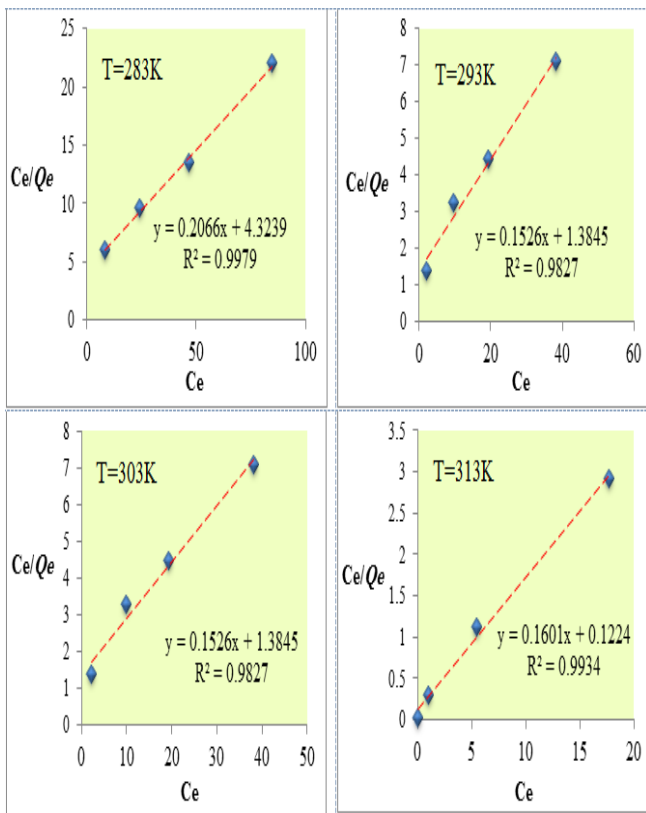 25
20
15
10
5
0
T=283K
Ce/Qe
y = 0.2066x + 4.3239
R² = 0.9979
0 50 100
Ce
8
7
6
5
4
3
2
1
0
T=293K
Ce/Qe
y = 0.1526x + 1.3845
R² = 0.9827
0 20 40 60
Ce
8
7
6
5
4
3
2
1
0
T=303K
Ce/Qe
y = 0.1526x + 1.3845
R² = 0.9827
0 10 20 30 40 50
Ce
3.5
3
2.5
2
1.5
1
0.5
0
T=313K
Ce/Qe
y = 0.1601x + 0.1224
R² = 0.9934
0 5 10 15 20
Ce